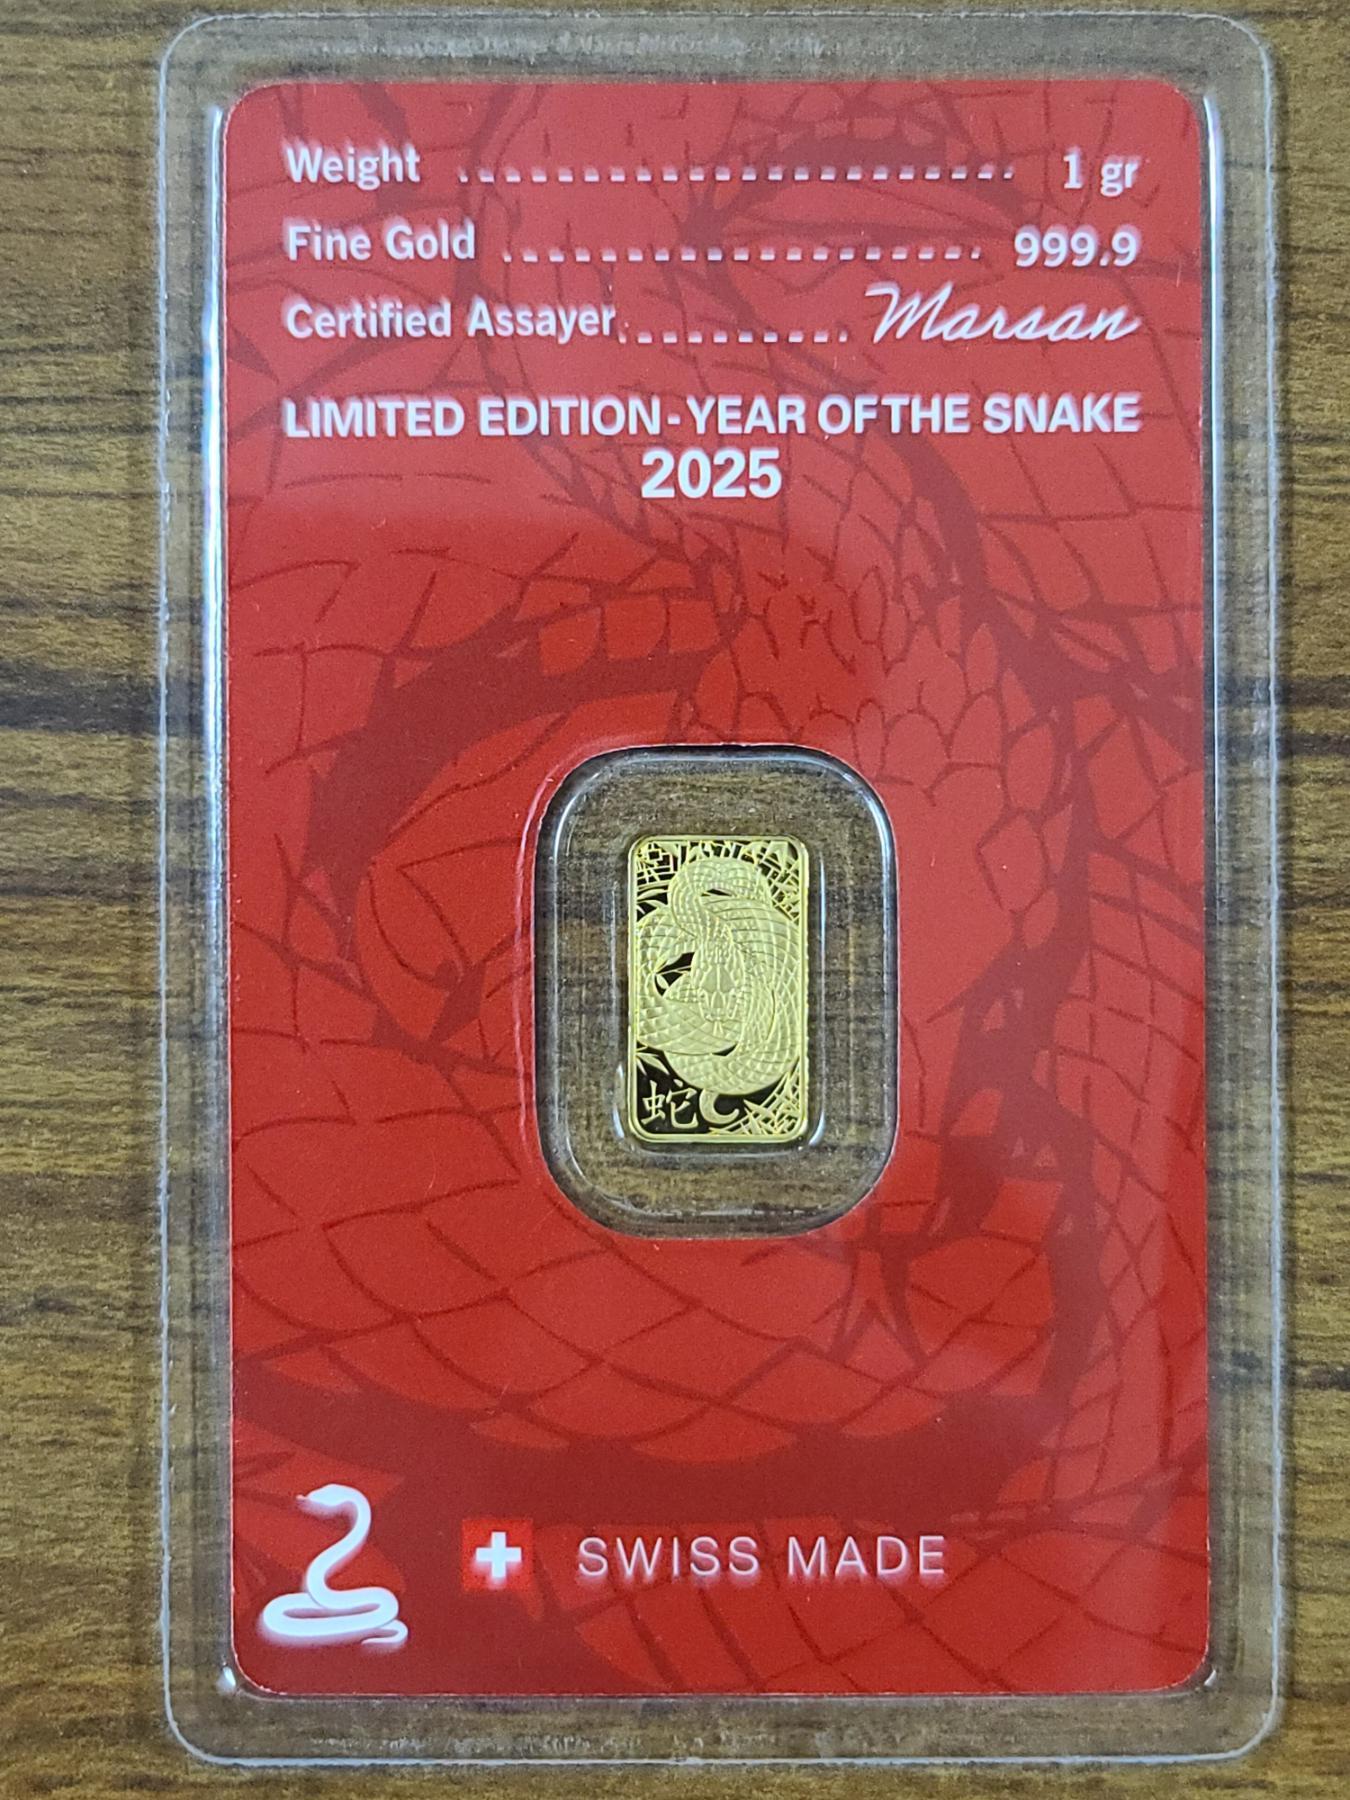 Weight ........................... 1 gr
Fine Gold ....................... 999.9
Certified Assayer........... Marsan
LIMITED EDITION - YEAR OF THE SNAKE
2025
蛇
SWISS MADE